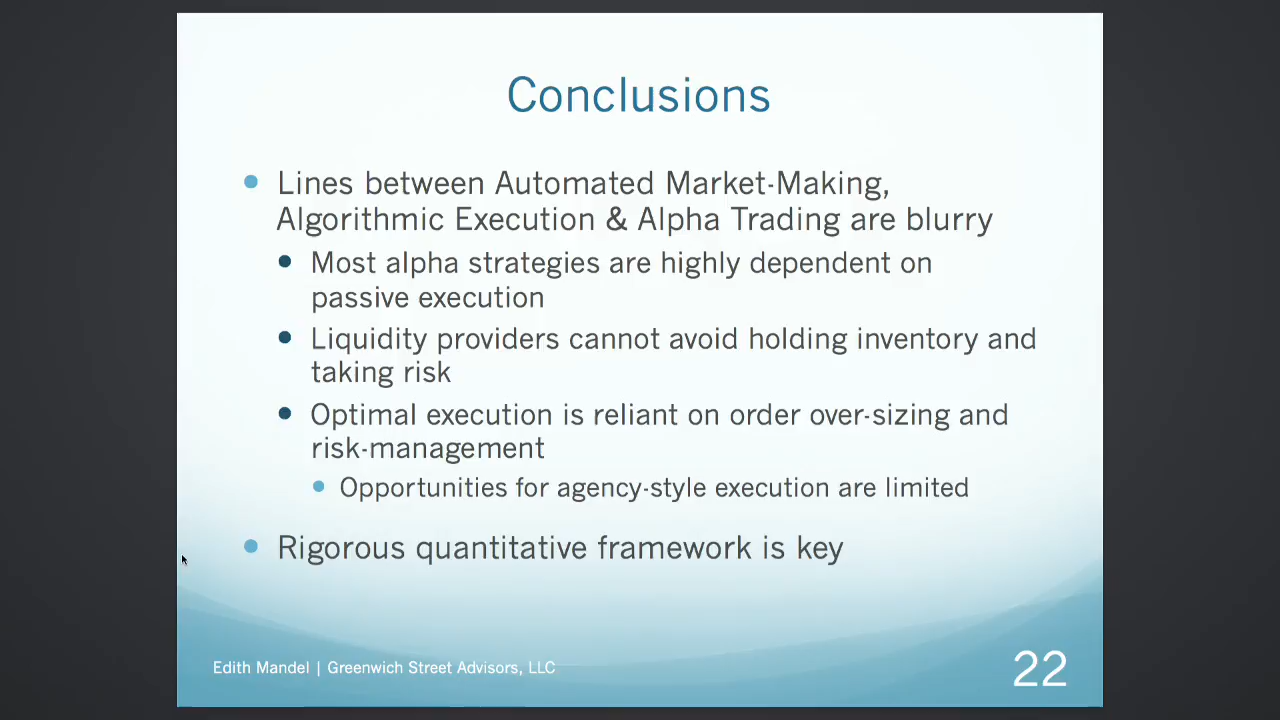 Conclusions
Lines between Automated Market-Making,
Algorithmic Execution & Alpha Trading are blurry
Most alpha strategies are highly dependent on
passive execution
Liquidity providers cannot avoid holding inventory and
taking risk
Optimal execution is reliant on order over-sizing and
risk-management
Opportunities for agency-style execution are limited
Rigorous quantitative framework is key
Edith Mandel | Greenwich Street Advisors, LLC
22